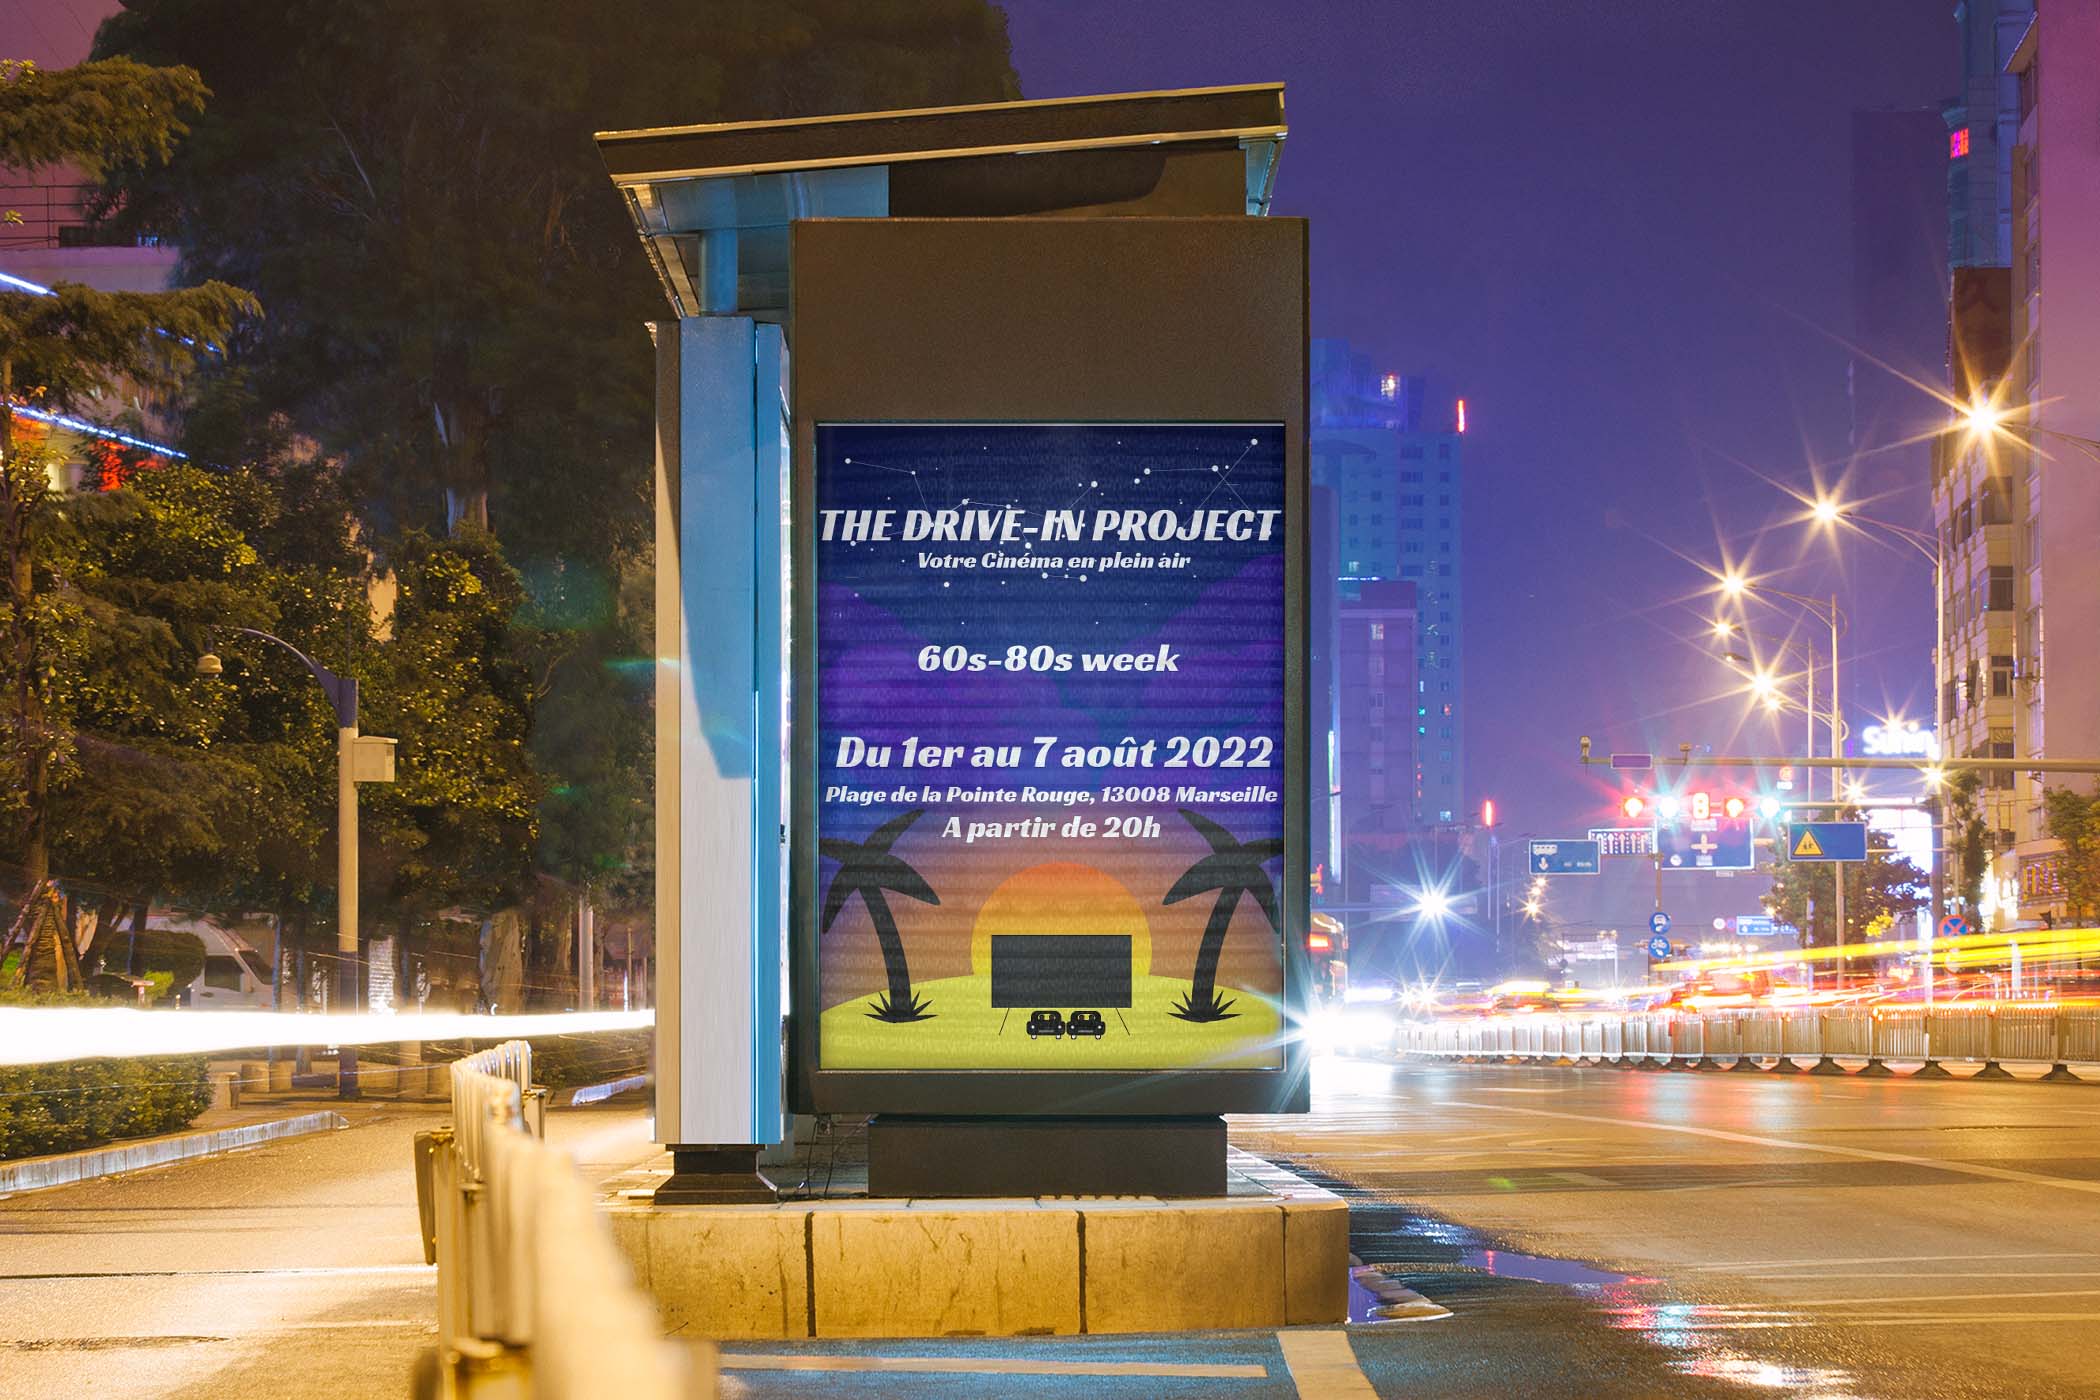 THE DRIVE-IN PROJECT
Votre Cinéma en plein air
60s-80s week
Du 1er au 7 août 2022
Plage de la Pointe Rouge, 13008 Marseille
A partir de 20h
8